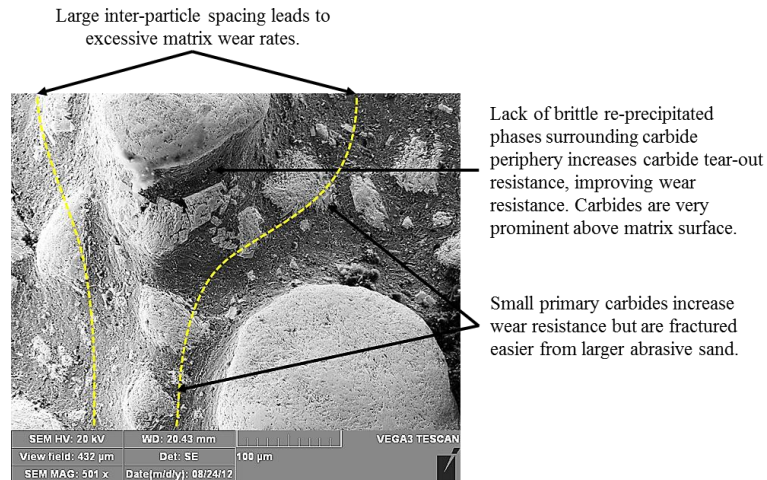 Large inter-particle spacing leads to
excessive matrix wear rates.
Lack of brittle re-precipitated
phases surrounding carbide
periphery increases carbide tear-out
resistance, improving wear
resistance. Carbides are very
prominent above matrix surface.
Small primary carbides increase
wear resistance but are fractured
easier from larger abrasive sand.
SEM HV: 20 kV WD: 20.43 mm VEGA3 TESCAN
View field: 432 µm Det: SE 100 µm
SEM MAG: 501 x Date(m/d/y): 08/24/12